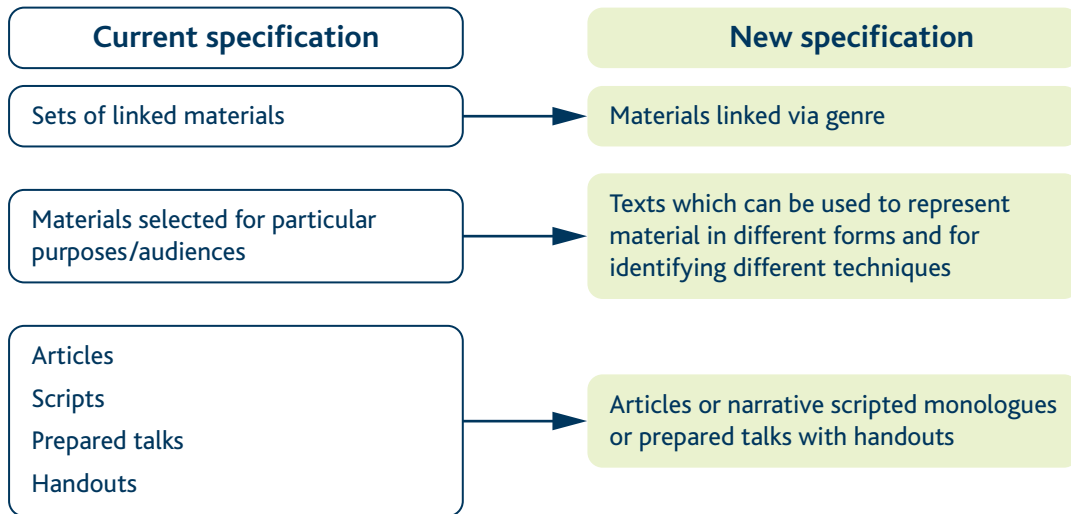 Current specification
New specification
Sets of linked materials
Materials linked via genre
Materials selected for particular
purposes/audiences
Texts which can be used to represent
material in different forms and for
identifying different techniques
Articles
Scripts
Prepared talks
Handouts
Articles or narrative scripted monologues
or prepared talks with handouts